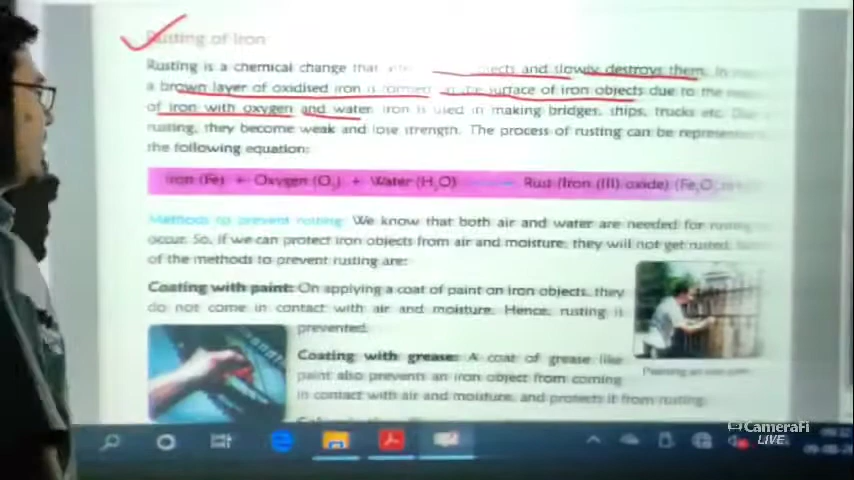 Rusting of Iron
Rusting is a chemical change that and slowly destroys them. In
a brown layer of oxidised iron is formed on the surface of iron objects due to the
of iron with oxygen and water. Iron is used in making bridges, ships, trucks etc.
rusting, they become weak and lose strength. The process of rusting can be
the following equation:
Iron (Fe) + Oxygen (O₂) + Water (H₂O) Rust (Iron (III) oxide)
Methods to prevent rusting: We know that both air and water are needed for rusting
occur. So, if we can protect iron objects from air and moisture, they will not get rusted.
of the methods to prevent rusting are:
Coating with paint: On applying a coat of paint on iron objects, they
do not come in contact with air and moisture. Hence, rusting is
prevented.
Coating with grease: A coat of grease like
paint also prevents an iron object from coming
in contact with air and moisture, and protects it from rusting.
Painting an iron
CameraFi
LIVE